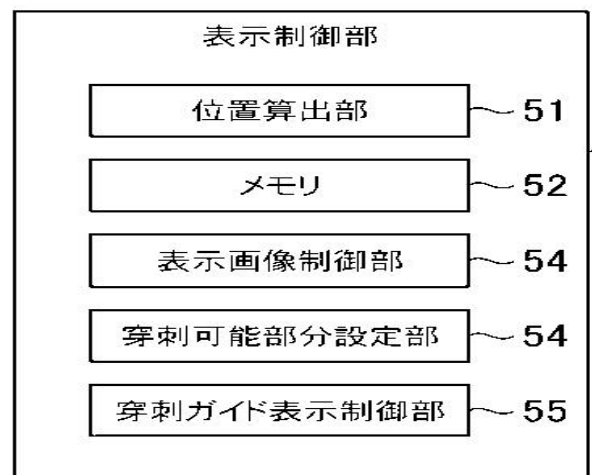 表示制御部
位置算出部 51
メモリ 52
表示画像制御部 54
穿刺可能部分設定部 54
穿刺ガイド表示制御部 55